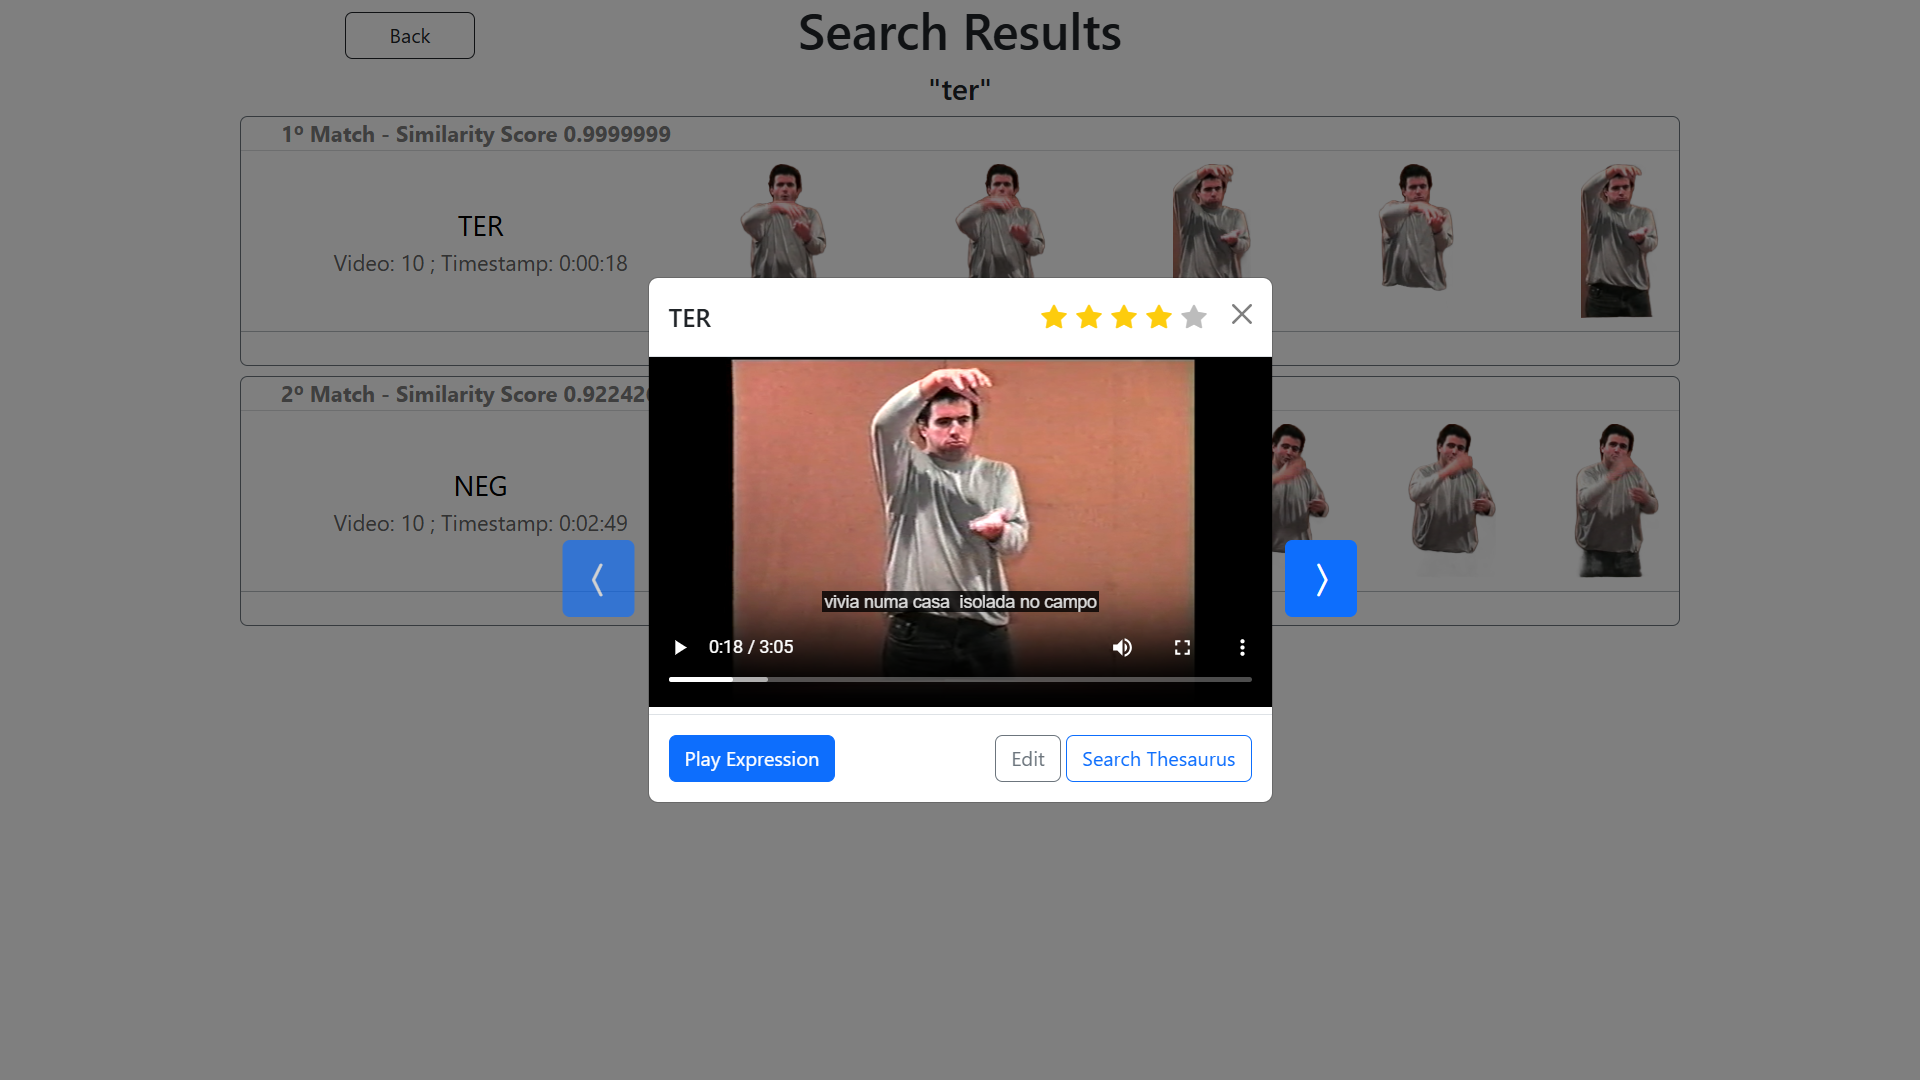 Back
Search Results
"ter"
1º Match - Similarity Score 0.9999999
TER
Video: 10 ; Timestamp: 0:00:18
TER
2º Match - Similarity Score 0.92242
NEG
Video: 10 ; Timestamp: 0:02:49
vivia numa casa  isolada no campo
0:18 / 3:05
Play Expression
Edit
Search Thesaurus